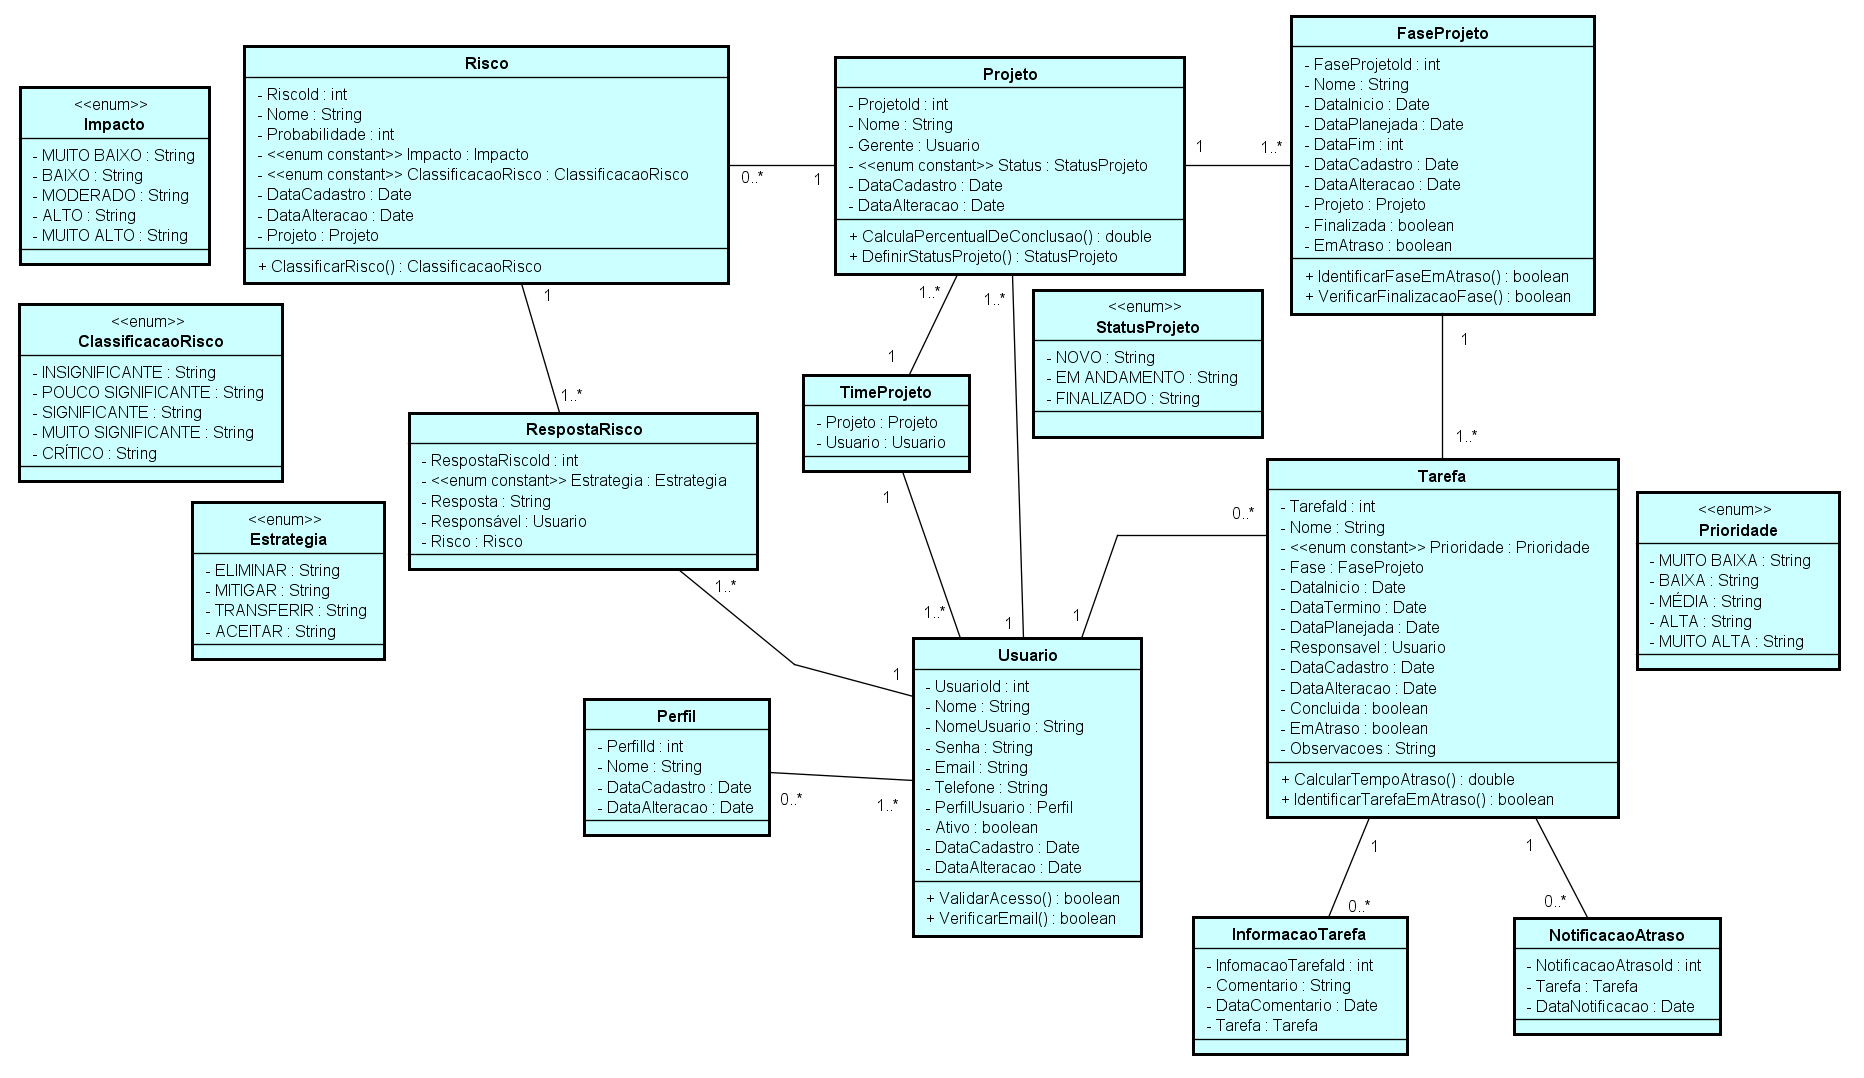 <<enum>>
Impacto
- MUITO BAIXO : String
- BAIXO : String
- MODERADO : String
- ALTO : String
- MUITO ALTO : String
Risco
- RiscoId : int
- Nome : String
- Probabilidade : int
- <<enum constant>> Impacto : Impacto
- <<enum constant>> ClassificacaoRisco : ClassificacaoRisco
- DataCadastro : Date
- DataAlteracao : Date
- Projeto : Projeto
+ ClassificarRisco() : ClassificacaoRisco
0..*
1
Projeto
- ProjetoId : int
- Nome : String
- Gerente : Usuario
- <<enum constant>> Status : StatusProjeto
- DataCadastro : Date
- DataAlteracao : Date
+ CalculaPercentualDeConclusao() : double
+ DefinirStatusProjeto() : StatusProjeto
1
1..*
FaseProjeto
- FaseProjetoId : int
- Nome : String
- DataInicio : Date
- DataPlanejada : Date
- DataFim : int
- DataCadastro : Date
- DataAlteracao : Date
- Projeto : Projeto
- Finalizada : boolean
- EmAtraso : boolean
+ IdentificarFaseEmAtraso() : boolean
+ VerificarFinalizacaoFase() : boolean
<<enum>>
ClassificacaoRisco
- INSIGNIFICANTE : String
- POUCO SIGNIFICANTE : String
- SIGNIFICANTE : String
- MUITO SIGNIFICANTE : String
- CRÍTICO : String
1
1..*
1..*
1..*
1
<<enum>>
StatusProjeto
- NOVO : String
- EM ANDAMENTO : String
- FINALIZADO : String
1
1..*
TimeProjeto
- Projeto : Projeto
- Usuario : Usuario
RespostaRisco
- RespostaRiscoId : int
- <<enum constant>> Estrategia : Estrategia
- Resposta : String
- Responsável : Usuario
- Risco : Risco
<<enum>>
Estrategia
- ELIMINAR : String
- MITIGAR : String
- TRANSFERIR : String
- ACEITAR : String
1
1..*
1
1
0..*
1..*
1
Tarefa
- TarefaId : int
- Nome : String
- <<enum constant>> Prioridade : Prioridade
- Fase : FaseProjeto
- DataInicio : Date
- DataTermino : Date
- DataPlanejada : Date
- Responsavel : Usuario
- DataCadastro : Date
- DataAlteracao : Date
- Concluida : boolean
- EmAtraso : boolean
- Observacoes : String
+ CalcularTempoAtraso() : double
+ IdentificarTarefaEmAtraso() : boolean
<<enum>>
Prioridade
- MUITO BAIXA : String
- BAIXA : String
- MÉDIA : String
- ALTA : String
- MUITO ALTA : String
Usuario
- UsuarioId : int
- Nome : String
- NomeUsuario : String
- Senha : String
- Email : String
- Telefone : String
- PerfilUsuario : Perfil
- Ativo : boolean
- DataCadastro : Date
- DataAlteracao : Date
+ ValidarAcesso() : boolean
+ VerificarEmail() : boolean
Perfil
- PerfilId : int
- Nome : String
- DataCadastro : Date
- DataAlteracao : Date
0..*
1..*
1
1
0..*
0..*
InformacaoTarefa
- InfomacaoTarefaId : int
- Comentario : String
- DataComentario : Date
- Tarefa : Tarefa
NotificacaoAtraso
- NotificacaoAtrasoId : int
- Tarefa : Tarefa
- DataNotificacao : Date